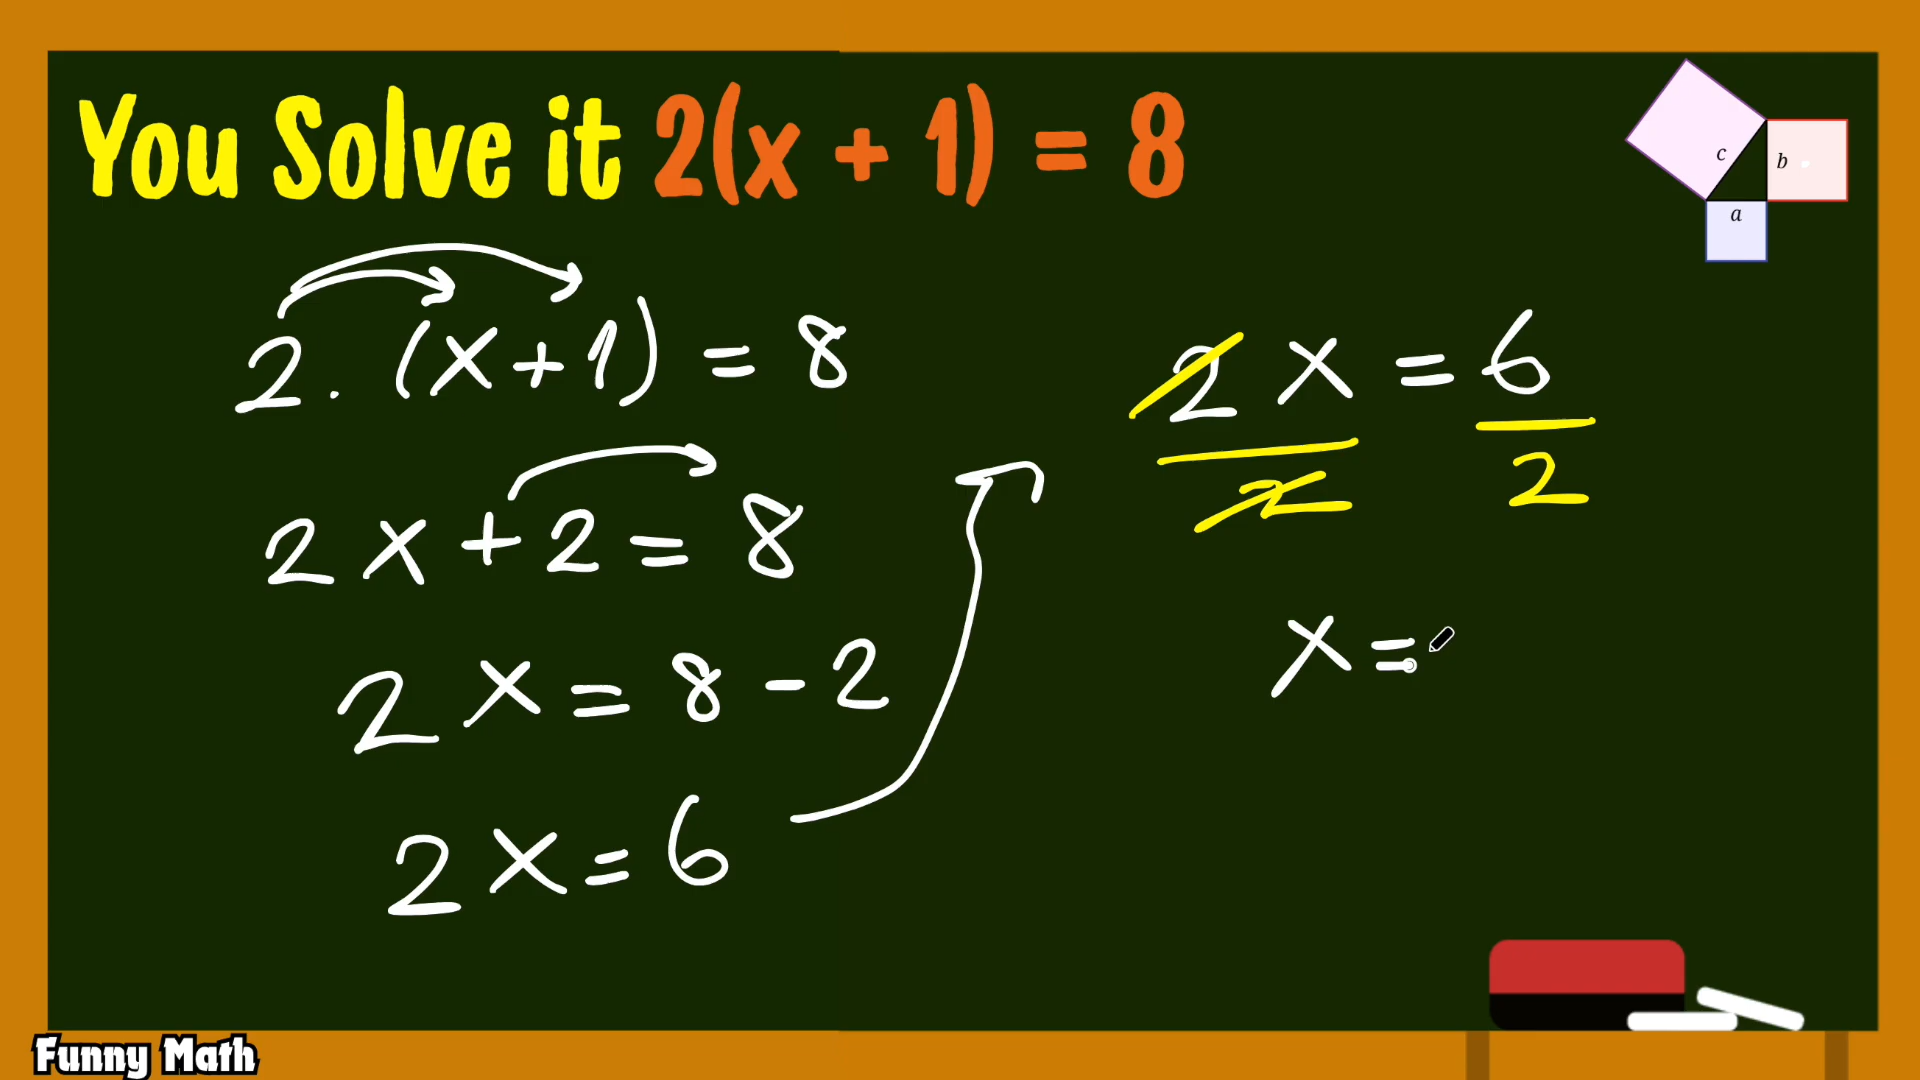 You Solve it 2(x + 1) = 8
c
b
a
2. (x+1) = 8
2x+2=8
2x=8-2
2x=6
2x=6
2 2
x=
Funny Math